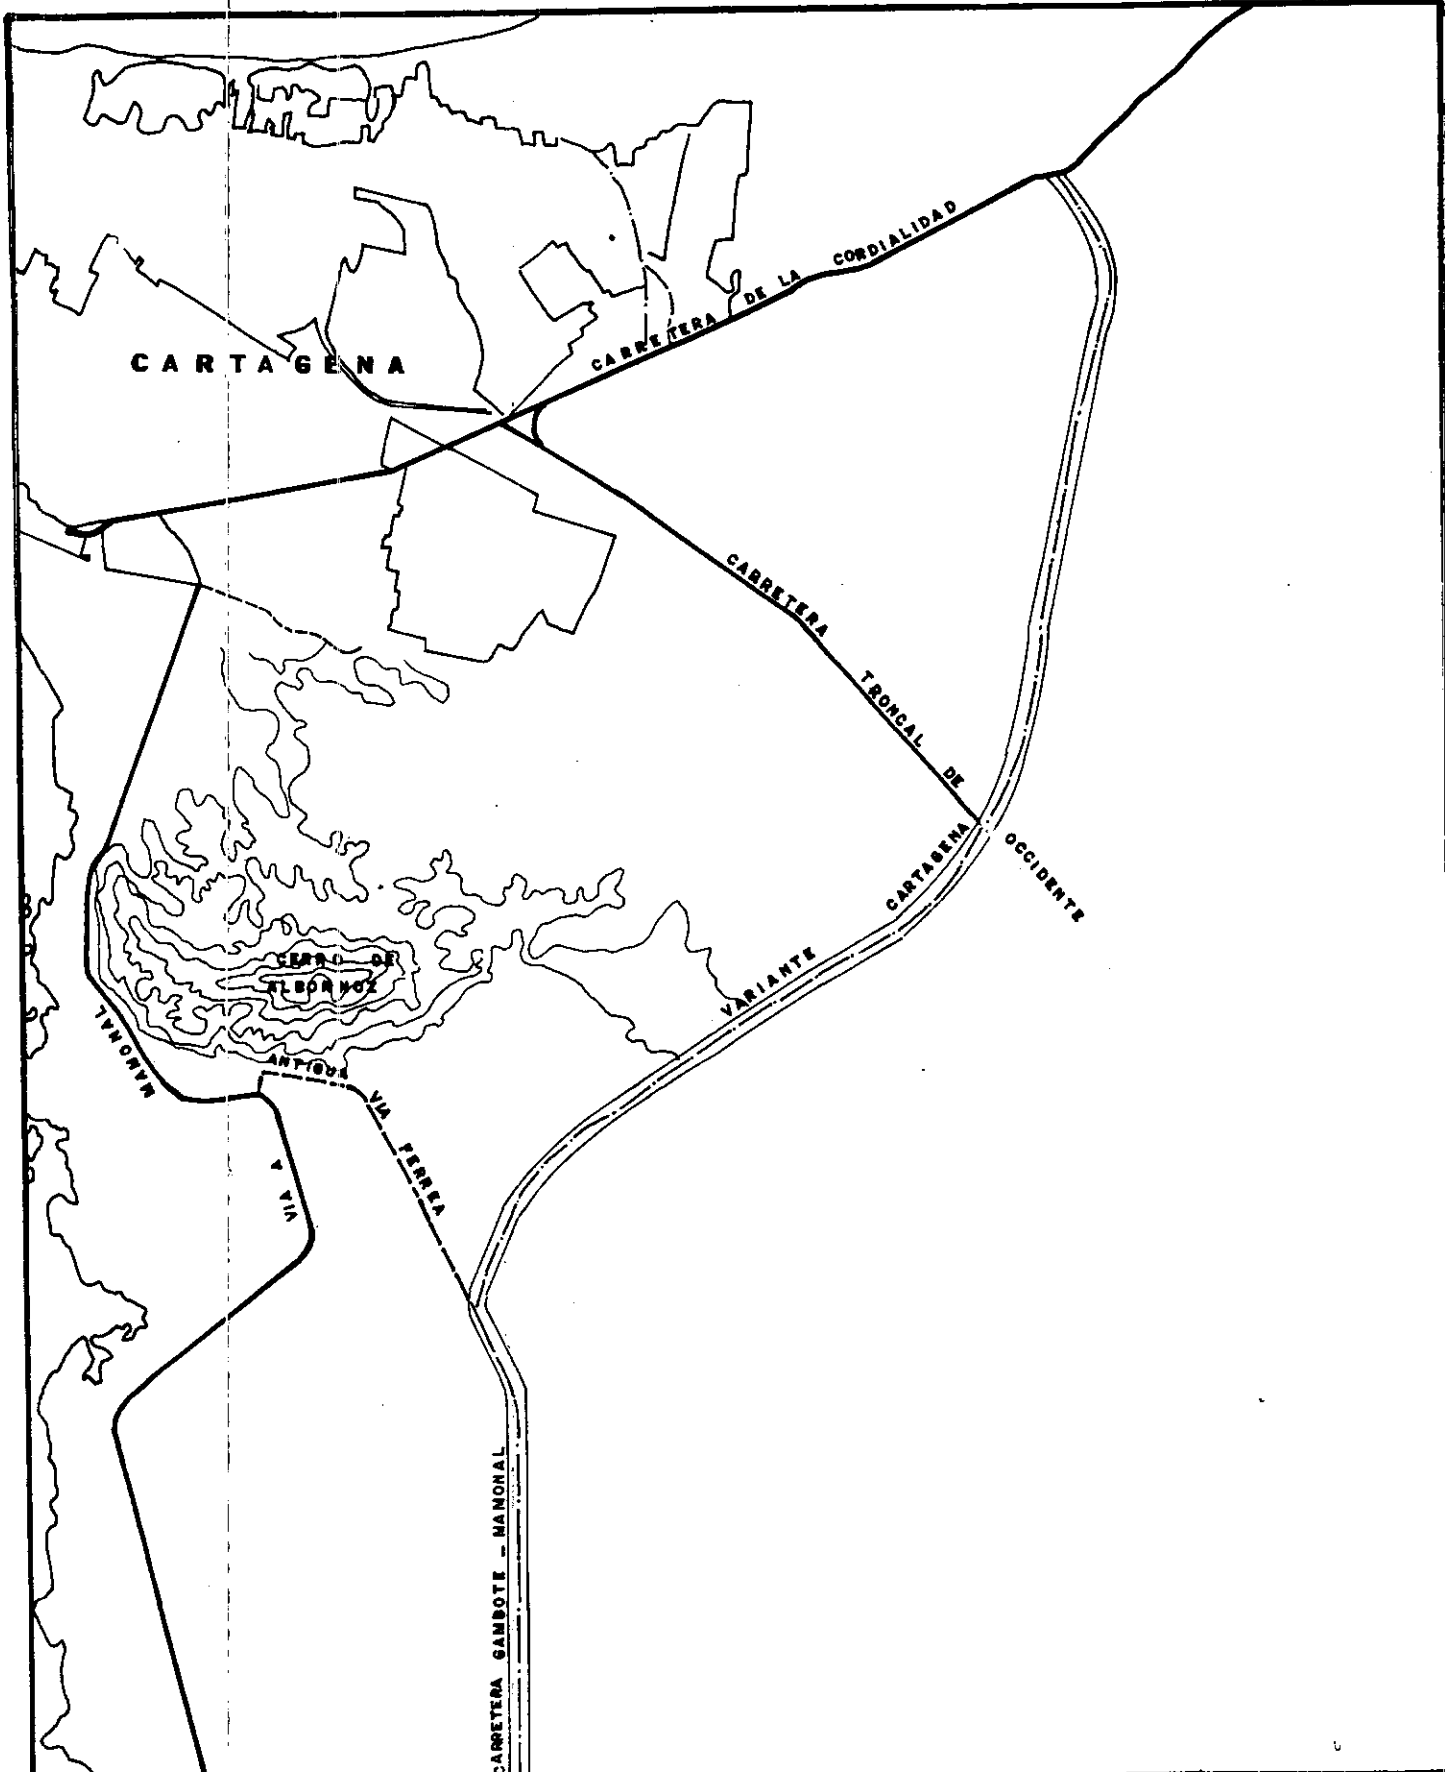 CARTAGENA
CARRETERA DE LA CORDIALIDAD
CARRETERA TRONCAL DE OCCIDENTE
VARIANTE CARTAGENA
CERRO DE
ALBORNOZ
ANTIGUA VIA FERREA
VIA A MAMONAL
CARRETERA GAMBOTE - MAMONAL